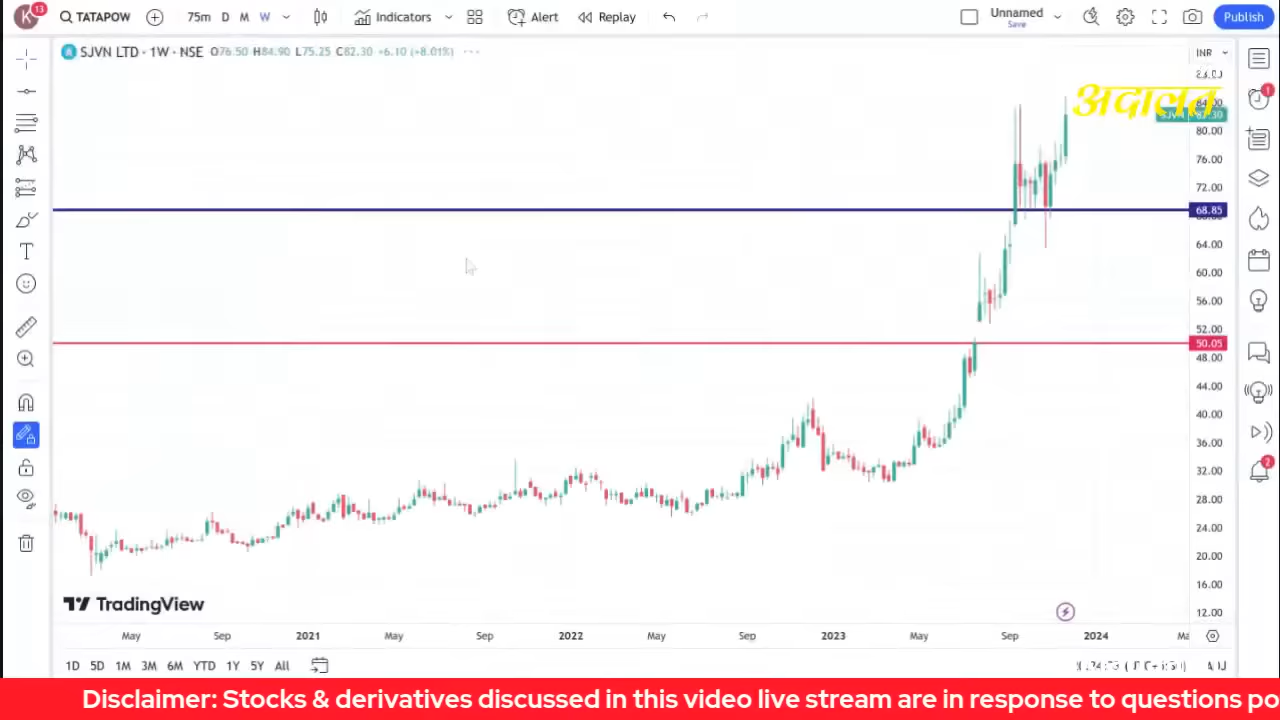 K 13 TATAPOW 75m D M W Indicators Alert Replay Unnamed Save Publish
SJVN LTD · 1W · NSE O76.50 H84.90 L75.25 C82.30 +6.10 (+8.01%)
INR
अदालत
84.00
80.00
76.00
72.00
68.85
64.00
60.00
56.00
52.00
50.05
48.00
44.00
40.00
36.00
32.00
28.00
24.00
20.00
16.00
12.00
1
2
TradingView
May Sep 2021 May Sep 2022 May Sep 2023 May Sep 2024
1D 5D 1M 3M 6M YTD 1Y 5Y All
Disclaimer: Stocks & derivatives discussed in this video live stream are in response to questions po